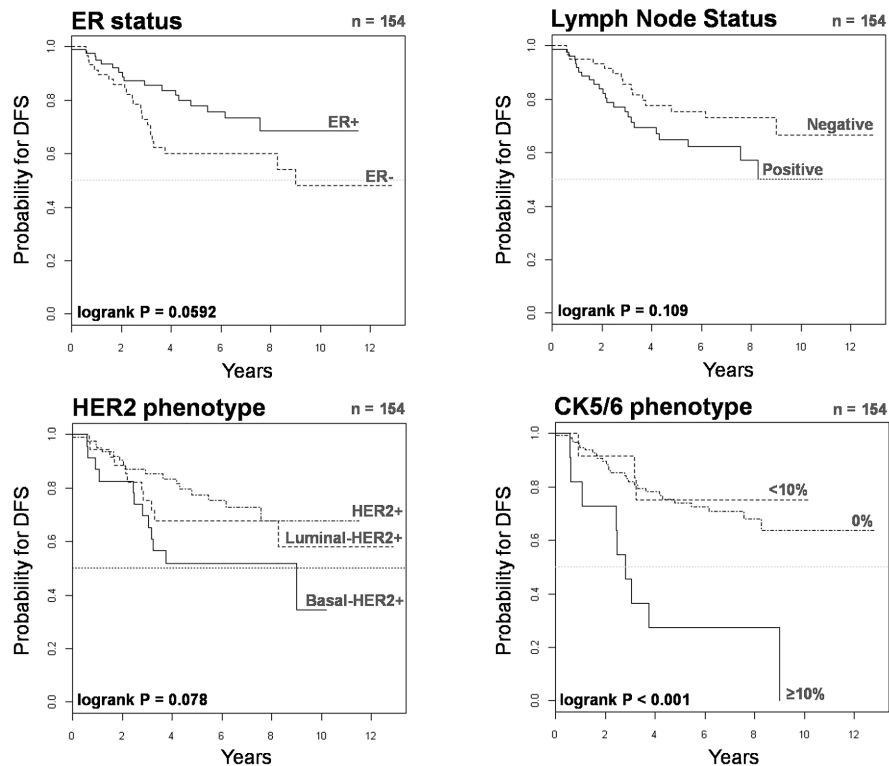 ER status
n = 154
Probability for DFS
1.0
0.8
0.6
0.4
0.2
0.0
ER+
ER-
logrank P = 0.0592
0 2 4 6 8 10 12
Years
Lymph Node Status
n = 154
Probability for DFS
1.0
0.8
0.6
0.4
0.2
0.0
Negative
Positive
logrank P = 0.109
0 2 4 6 8 10 12
Years
HER2 phenotype
n = 154
Probability for DFS
1.0
0.8
0.6
0.4
0.2
0.0
HER2+
Luminal-HER2+
Basal-HER2+
logrank P = 0.078
0 2 4 6 8 10 12
Years
CK5/6 phenotype
n = 154
Probability for DFS
1.0
0.8
0.6
0.4
0.2
0.0
<10%
0%
≥10%
logrank P < 0.001
0 2 4 6 8 10 12
Years